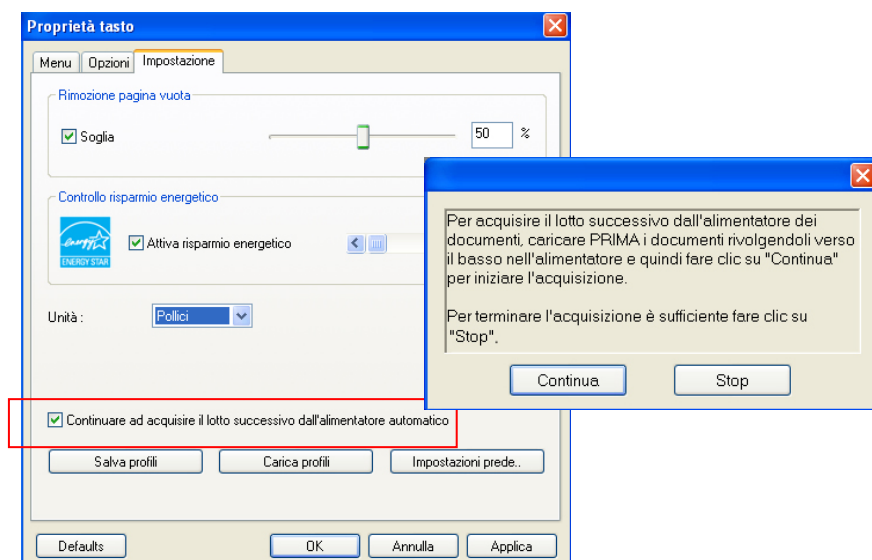 Proprietà tasto
Menu Opzioni Impostazione
Rimozione pagina vuota
Soglia 50 %
Controllo risparmio energetico
ENERGY STAR Attiva risparmio energetico
Unità : Pollici
Continuare ad acquisire il lotto successivo dall'alimentatore automatico
Salva profili Carica profili Impostazioni prede..
Defaults OK Annulla Applica
Per acquisire il lotto successivo dall'alimentatore dei
documenti, caricare PRIMA i documenti rivolgendoli verso
il basso nell'alimentatore e quindi fare clic su "Continua"
per iniziare l'acquisizione.
Per terminare l'acquisizione è sufficiente fare clic su
"Stop".
Continua Stop